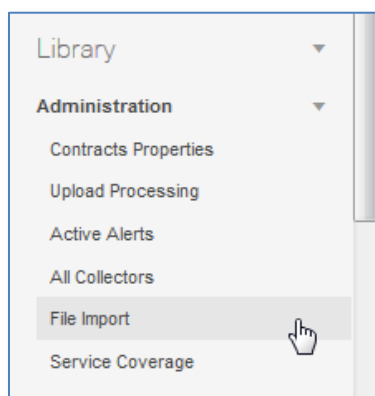 Library
Administration
Contracts Properties
Upload Processing
Active Alerts
All Collectors
File Import
Service Coverage